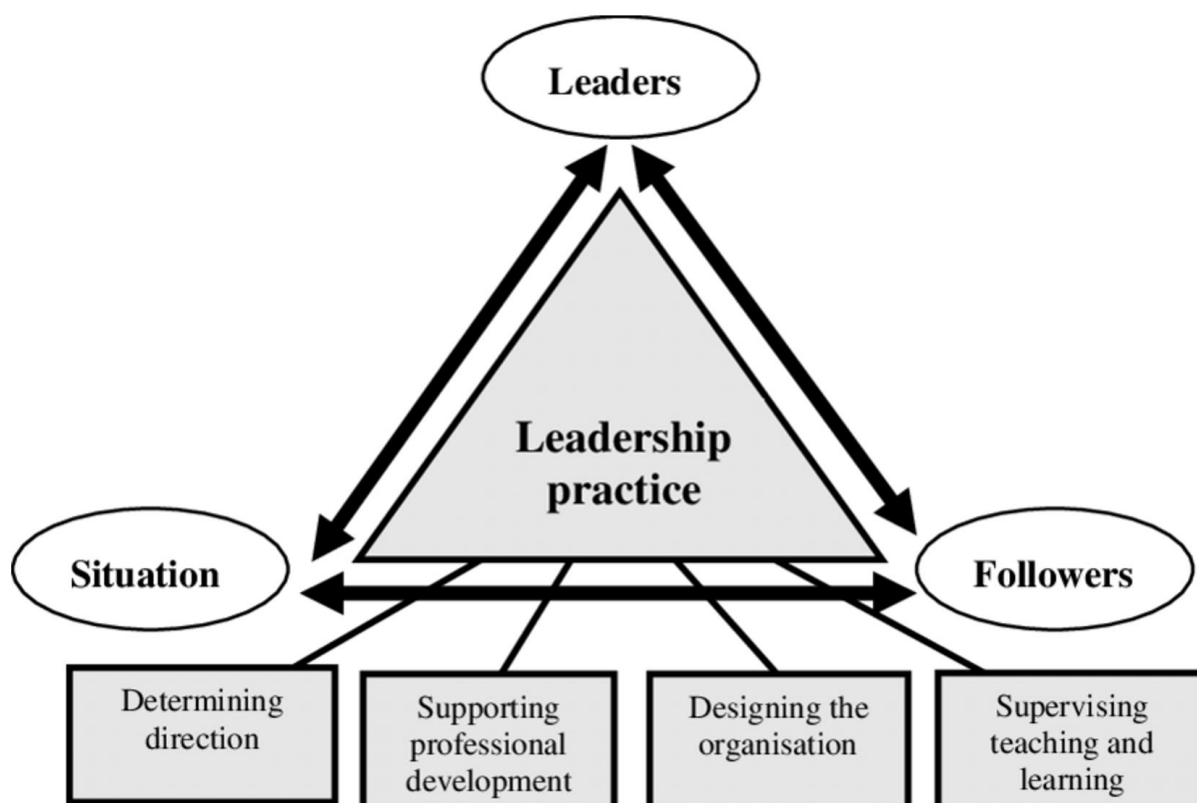 Leaders
Leadership
practice
Situation
Followers
Determining
direction
Supporting
professional
development
Designing the
organisation
Supervising
teaching and
learning